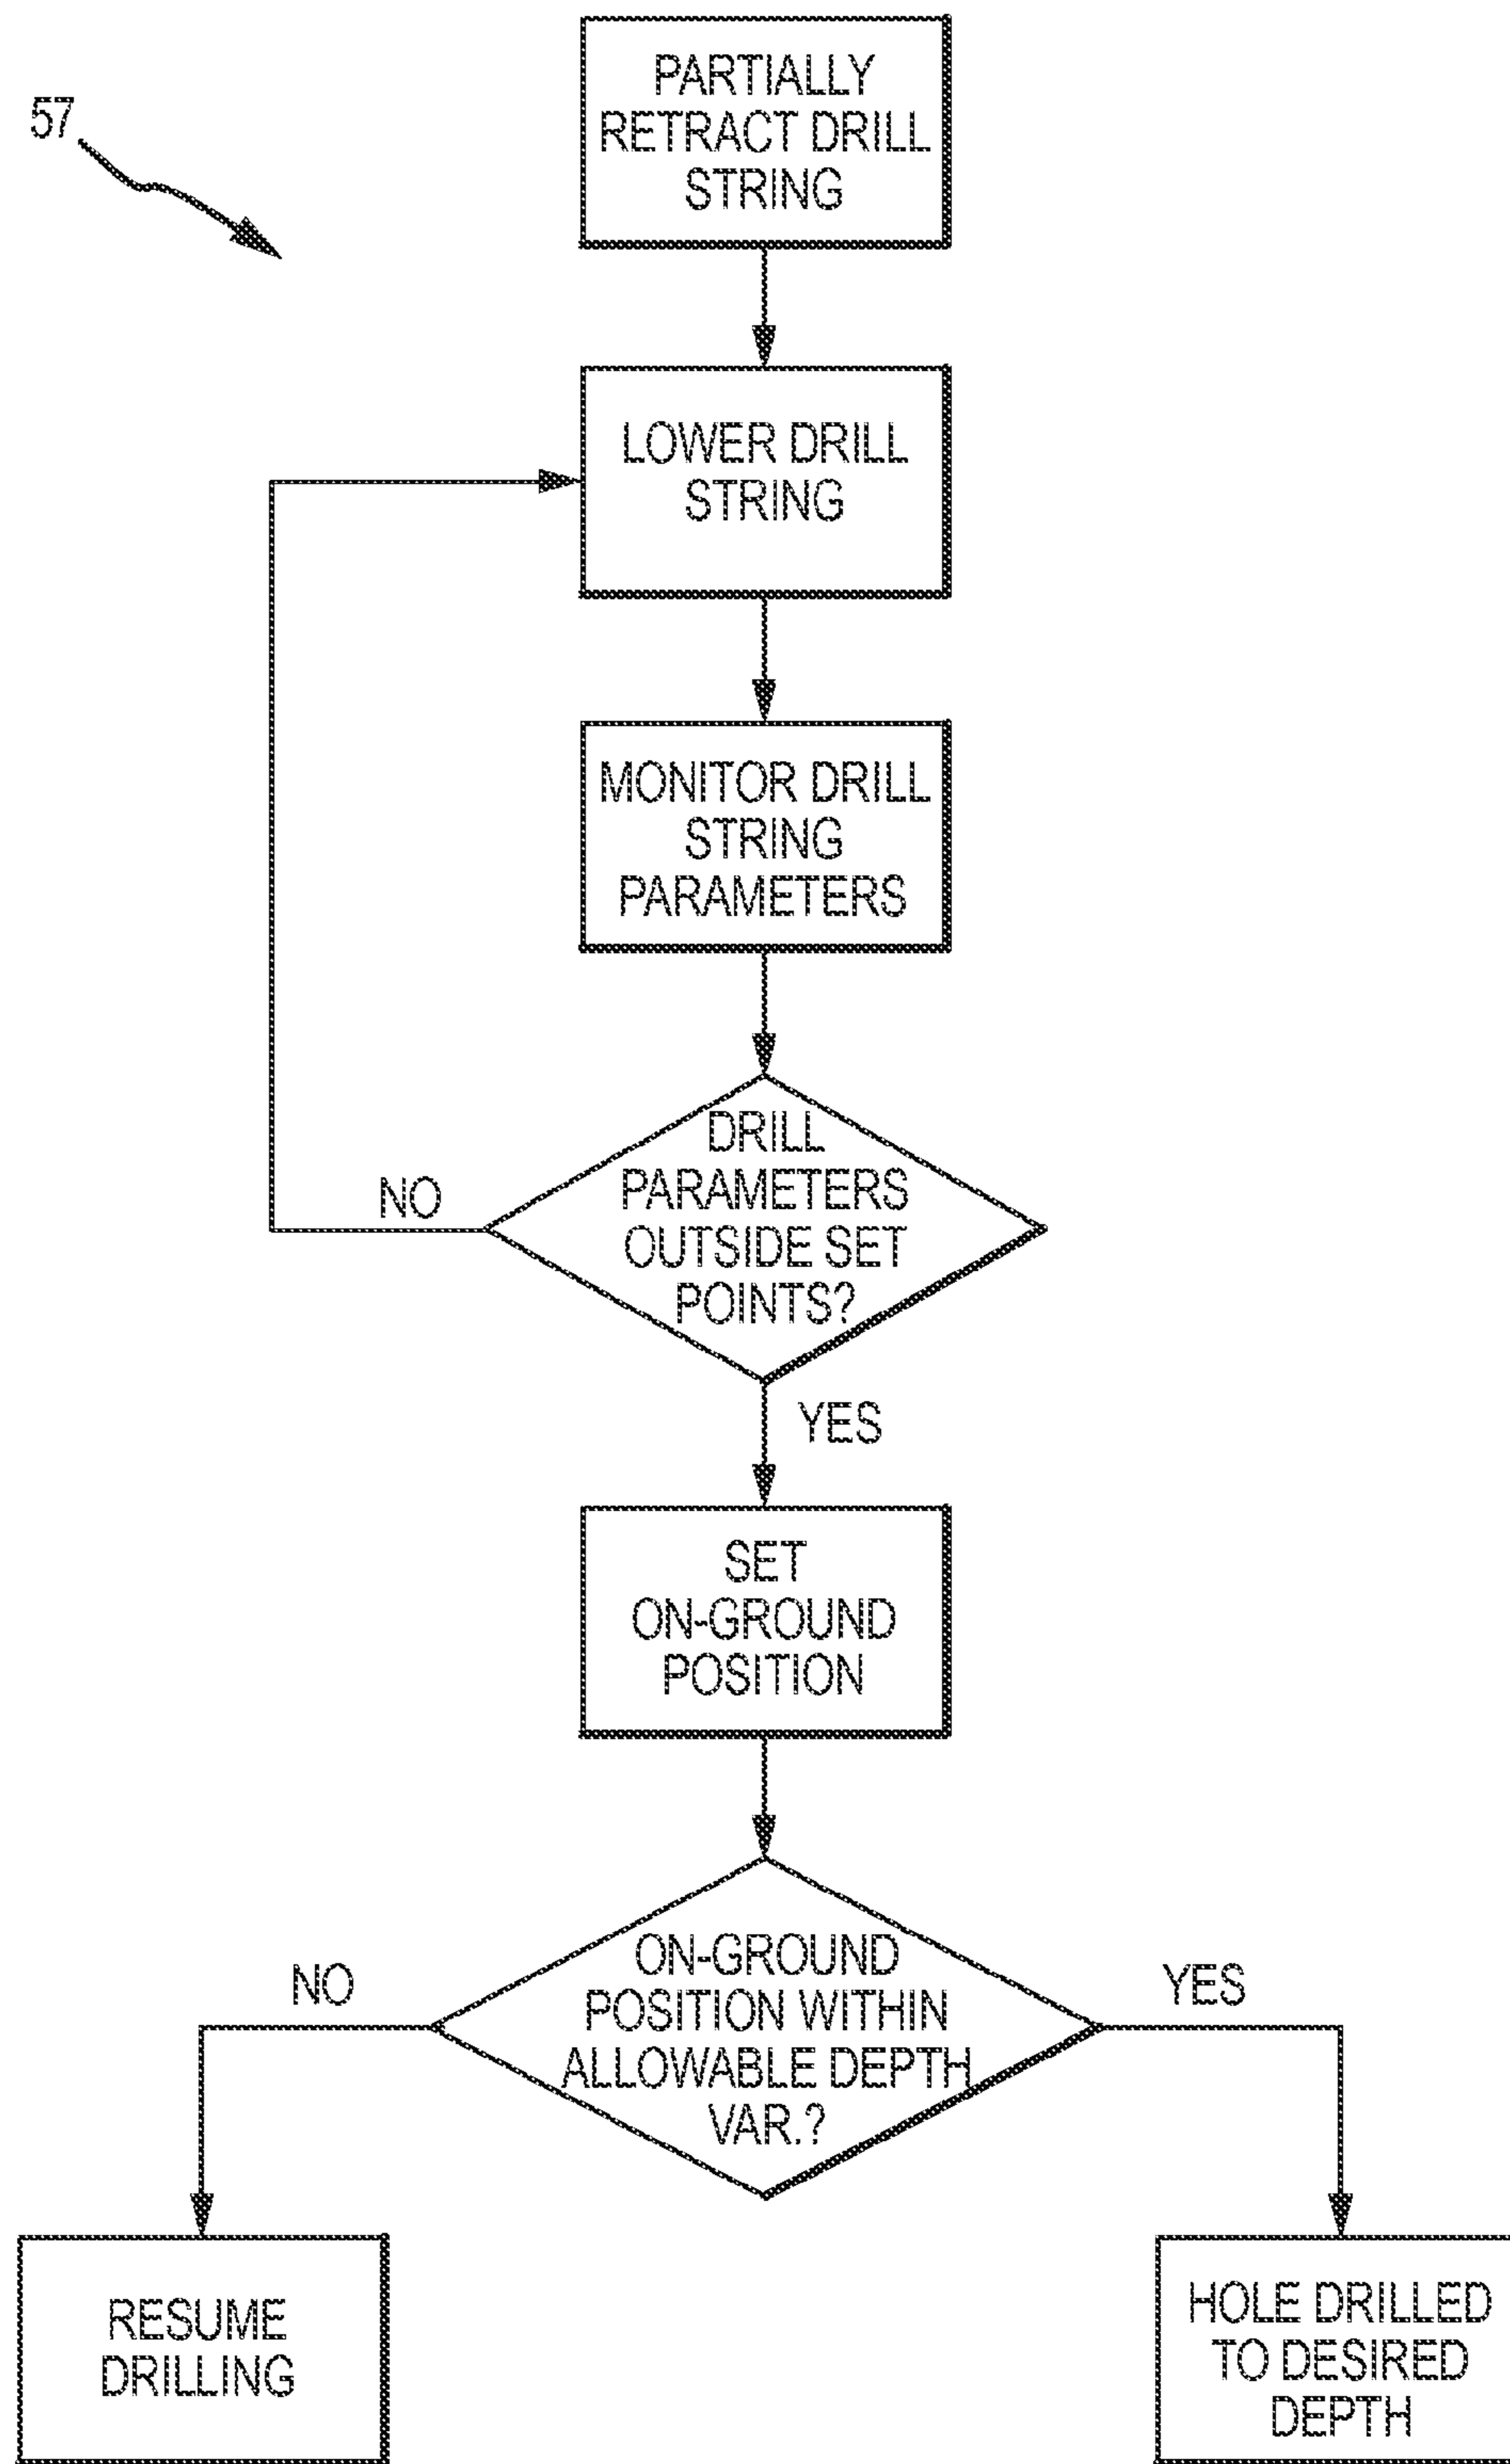 57
PARTIALLY
RETRACT DRILL
STRING
LOWER DRILL
STRING
MONITOR DRILL
STRING
PARAMETERS
DRILL
PARAMETERS
OUTSIDE SET
POINTS?
NO
YES
SET
ON-GROUND
POSITION
ON-GROUND
POSITION WITHIN
ALLOWABLE DEPTH
VAR.?
NO
YES
RESUME
DRILLING
HOLE DRILLED
TO DESIRED
DEPTH